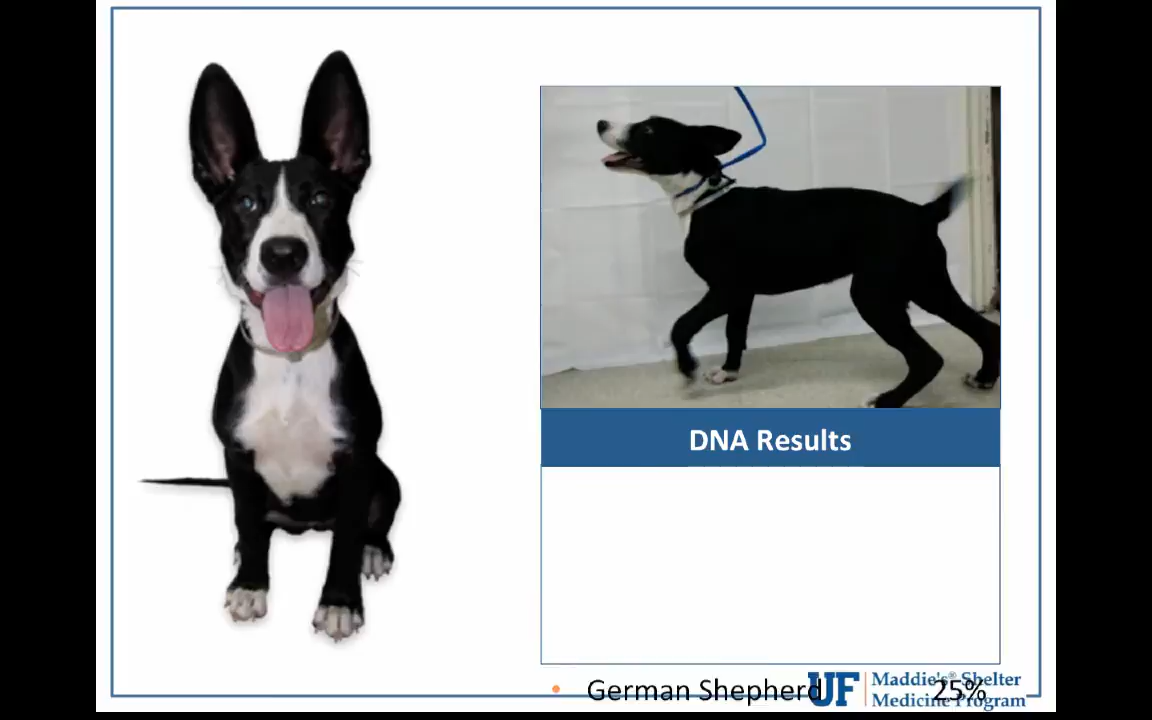 DNA Results
• German Shepherd 25%
UF Maddie's® Shelter
Medicine Program